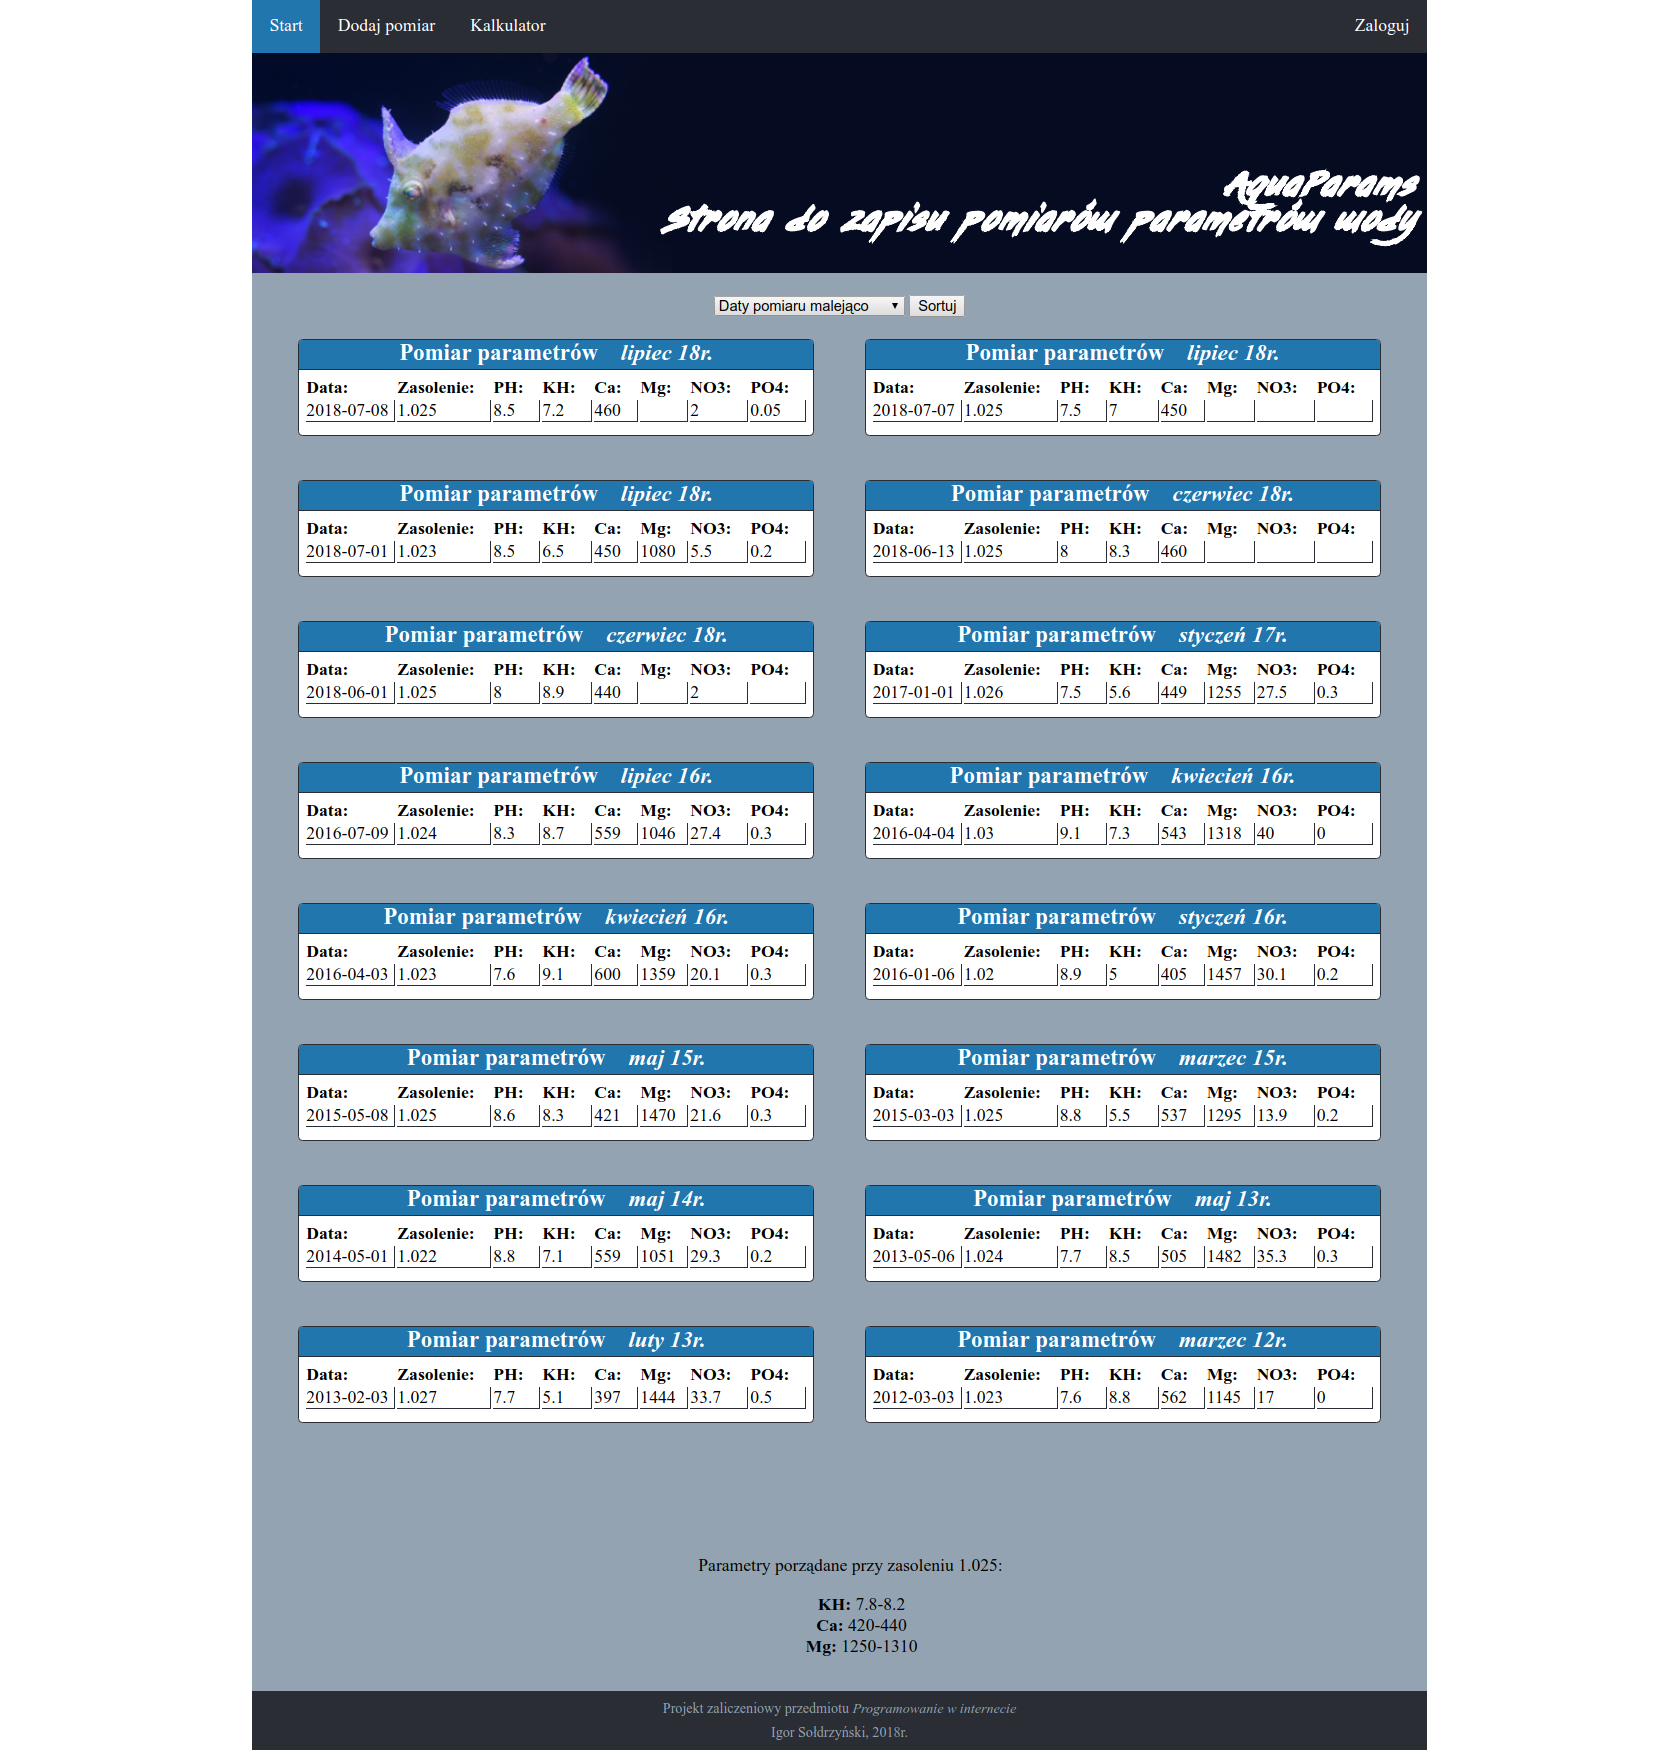 Start Dodaj pomiar Kalkulator Zaloguj
AquaParams
Strona do zapisu pomiarów parametrów wody
Daty pomiaru malejąco Sortuj
Pomiar parametrów lipiec 18r.
Data: Zasolenie: PH: KH: Ca: Mg: NO3: PO4:
2018-07-08 1.025 8.5 7.2 460 2 0.05
Pomiar parametrów lipiec 18r.
Data: Zasolenie: PH: KH: Ca: Mg: NO3: PO4:
2018-07-07 1.025 7.5 7 450
Pomiar parametrów lipiec 18r.
Data: Zasolenie: PH: KH: Ca: Mg: NO3: PO4:
2018-07-01 1.023 8.5 6.5 450 1080 5.5 0.2
Pomiar parametrów czerwiec 18r.
Data: Zasolenie: PH: KH: Ca: Mg: NO3: PO4:
2018-06-13 1.025 8 8.3 460
Pomiar parametrów czerwiec 18r.
Data: Zasolenie: PH: KH: Ca: Mg: NO3: PO4:
2018-06-01 1.025 8 8.9 440 2
Pomiar parametrów styczeń 17r.
Data: Zasolenie: PH: KH: Ca: Mg: NO3: PO4:
2017-01-01 1.026 7.5 5.6 449 1255 27.5 0.3
Pomiar parametrów lipiec 16r.
Data: Zasolenie: PH: KH: Ca: Mg: NO3: PO4:
2016-07-09 1.024 8.3 8.7 559 1046 27.4 0.3
Pomiar parametrów kwiecień 16r.
Data: Zasolenie: PH: KH: Ca: Mg: NO3: PO4:
2016-04-04 1.03 9.1 7.3 543 1318 40 0
Pomiar parametrów kwiecień 16r.
Data: Zasolenie: PH: KH: Ca: Mg: NO3: PO4:
2016-04-03 1.023 7.6 9.1 600 1359 20.1 0.3
Pomiar parametrów styczeń 16r.
Data: Zasolenie: PH: KH: Ca: Mg: NO3: PO4:
2016-01-06 1.02 8.9 5 405 1457 30.1 0.2
Pomiar parametrów maj 15r.
Data: Zasolenie: PH: KH: Ca: Mg: NO3: PO4:
2015-05-08 1.025 8.6 8.3 421 1470 21.6 0.3
Pomiar parametrów marzec 15r.
Data: Zasolenie: PH: KH: Ca: Mg: NO3: PO4:
2015-03-03 1.025 8.8 5.5 537 1295 13.9 0.2
Pomiar parametrów maj 14r.
Data: Zasolenie: PH: KH: Ca: Mg: NO3: PO4:
2014-05-01 1.022 8.8 7.1 559 1051 29.3 0.2
Pomiar parametrów maj 13r.
Data: Zasolenie: PH: KH: Ca: Mg: NO3: PO4:
2013-05-06 1.024 7.7 8.5 505 1482 35.3 0.3
Pomiar parametrów luty 13r.
Data: Zasolenie: PH: KH: Ca: Mg: NO3: PO4:
2013-02-03 1.027 7.7 5.1 397 1444 33.7 0.5
Pomiar parametrów marzec 12r.
Data: Zasolenie: PH: KH: Ca: Mg: NO3: PO4:
2012-03-03 1.023 7.6 8.8 562 1145 17 0
Parametry porządane przy zasoleniu 1.025:
KH: 7.8-8.2
Ca: 420-440
Mg: 1250-1310
Projekt zaliczeniowy przedmiotu Programowanie w internecie
Igor Sołdrzyński, 2018r.